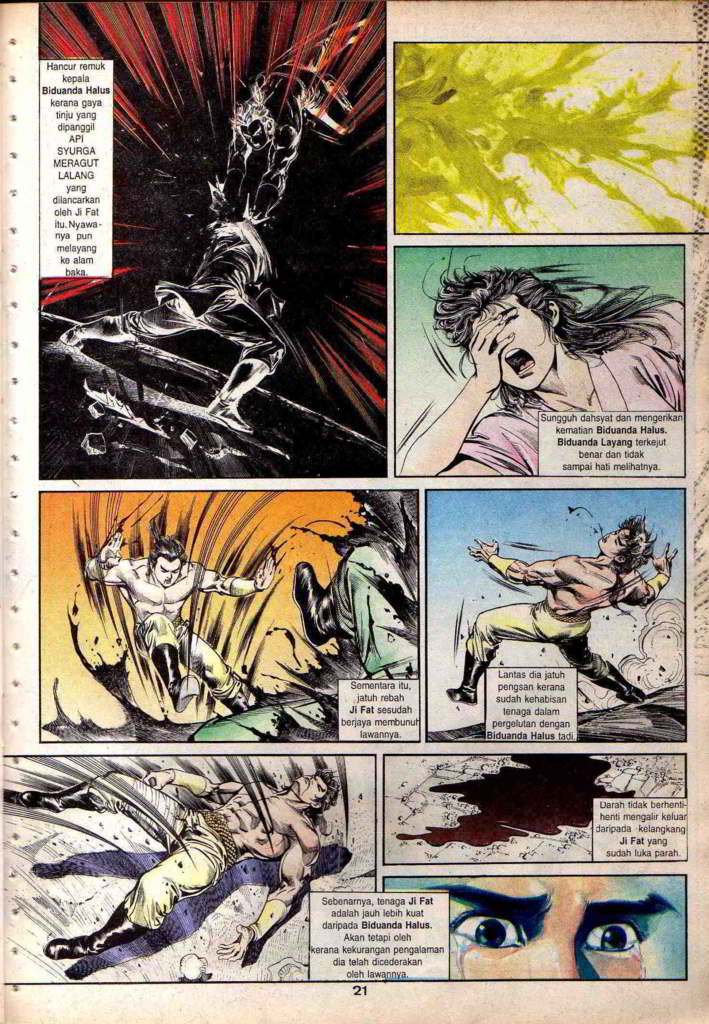 Hancur remuk
kepala
Biduanda Halus
kerana gaya
tinju yang
dipanggil
API
SYURGA
MERAGUT
LALANG
yang
dilancarkan
oleh Ji Fat
itu. Nyawa-
nya pun
melayang
ke alam
baka.
Sungguh dahsyat dan mengerikan
kematian Biduanda Halus.
Biduanda Layang terkejut
benar dan tidak
sampai hati melihatnya.
Sementara itu,
jatuh rebah
Ji Fat sesudah
berjaya membunuh
lawannya.
Lantas dia jatuh
pengsan kerana
sudah kehabisan
tenaga dalam
pergelutan dengan
Biduanda Halus tadi.
Darah tidak berhenti-
henti mengalir keluar
daripada kelangkang
Ji Fat yang
sudah luka parah.
Sebenarnya, tenaga Ji Fat
adalah jauh lebih kuat
daripada Biduanda Halus.
Akan tetapi oleh
kerana kekurangan pengalaman
dia telah dicederakan
oleh lawannya.
21